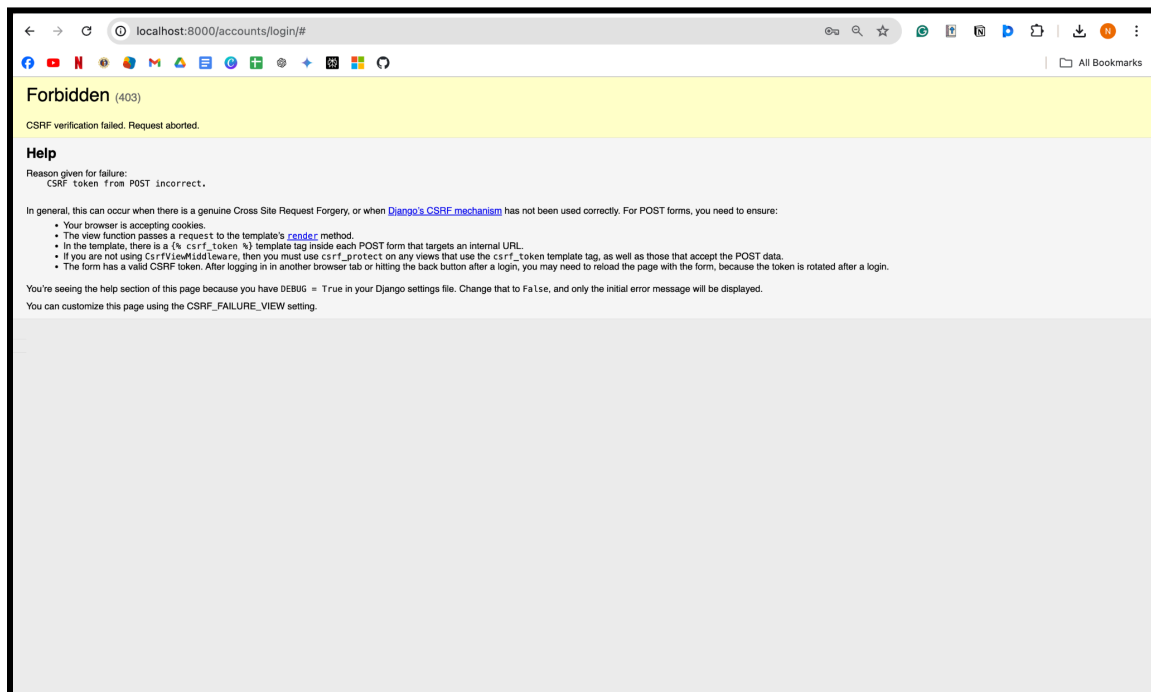 localhost:8000/accounts/login/#
N
All Bookmarks
Forbidden (403)
CSRF verification failed. Request aborted.
Help
Reason given for failure:
CSRF token from POST incorrect.
In general, this can occur when there is a genuine Cross Site Request Forgery, or when Django's CSRF mechanism has not been used correctly. For POST forms, you need to ensure:
• Your browser is accepting cookies.
• The view function passes a request to the template's render method.
• In the template, there is a {% csrf_token %} template tag inside each POST form that targets an internal URL.
• If you are not using CsrfViewMiddleware, then you must use csrf_protect on any views that use the csrf_token template tag, as well as those that accept the POST data.
• The form has a valid CSRF token. After logging in in another browser tab or hitting the back button after a login, you may need to reload the page with the form, because the token is rotated after a login.
You're seeing the help section of this page because you have DEBUG = True in your Django settings file. Change that to False, and only the initial error message will be displayed.
You can customize this page using the CSRF_FAILURE_VIEW setting.